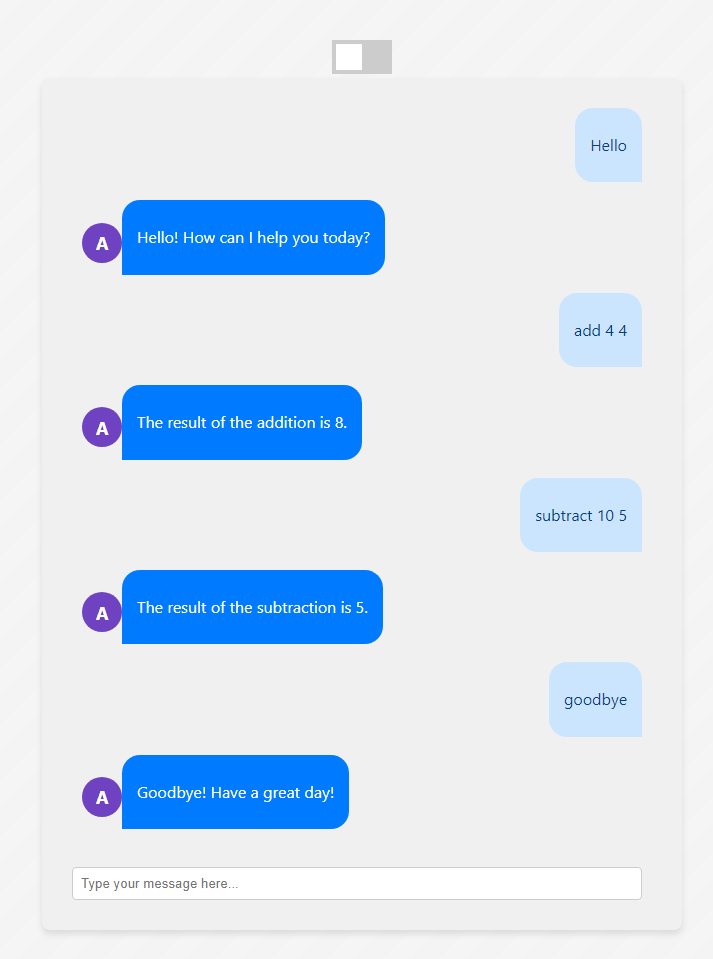 Hello
A
Hello! How can I help you today?
add 4 4
A
The result of the addition is 8.
subtract 10 5
A
The result of the subtraction is 5.
goodbye
A
Goodbye! Have a great day!
Type your message here...